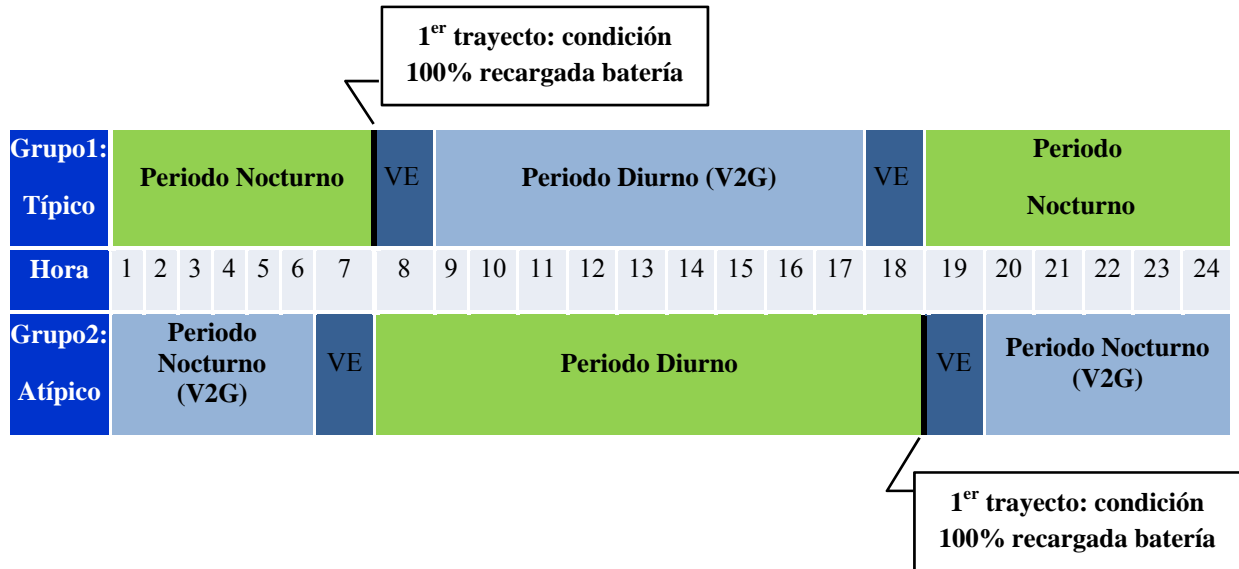 1er trayecto: condición
100% recargada batería
Grupo1:
Típico
Periodo Nocturno
VE
Periodo Diurno (V2G)
VE
Periodo
Nocturno
Hora 1 2 3 4 5 6 7 8 9 10 11 12 13 14 15 16 17 18 19 20 21 22 23 24
Grupo2:
Atípico
Periodo
Nocturno
(V2G)
VE
Periodo Diurno
VE
Periodo Nocturno
(V2G)
1er trayecto: condición
100% recargada batería